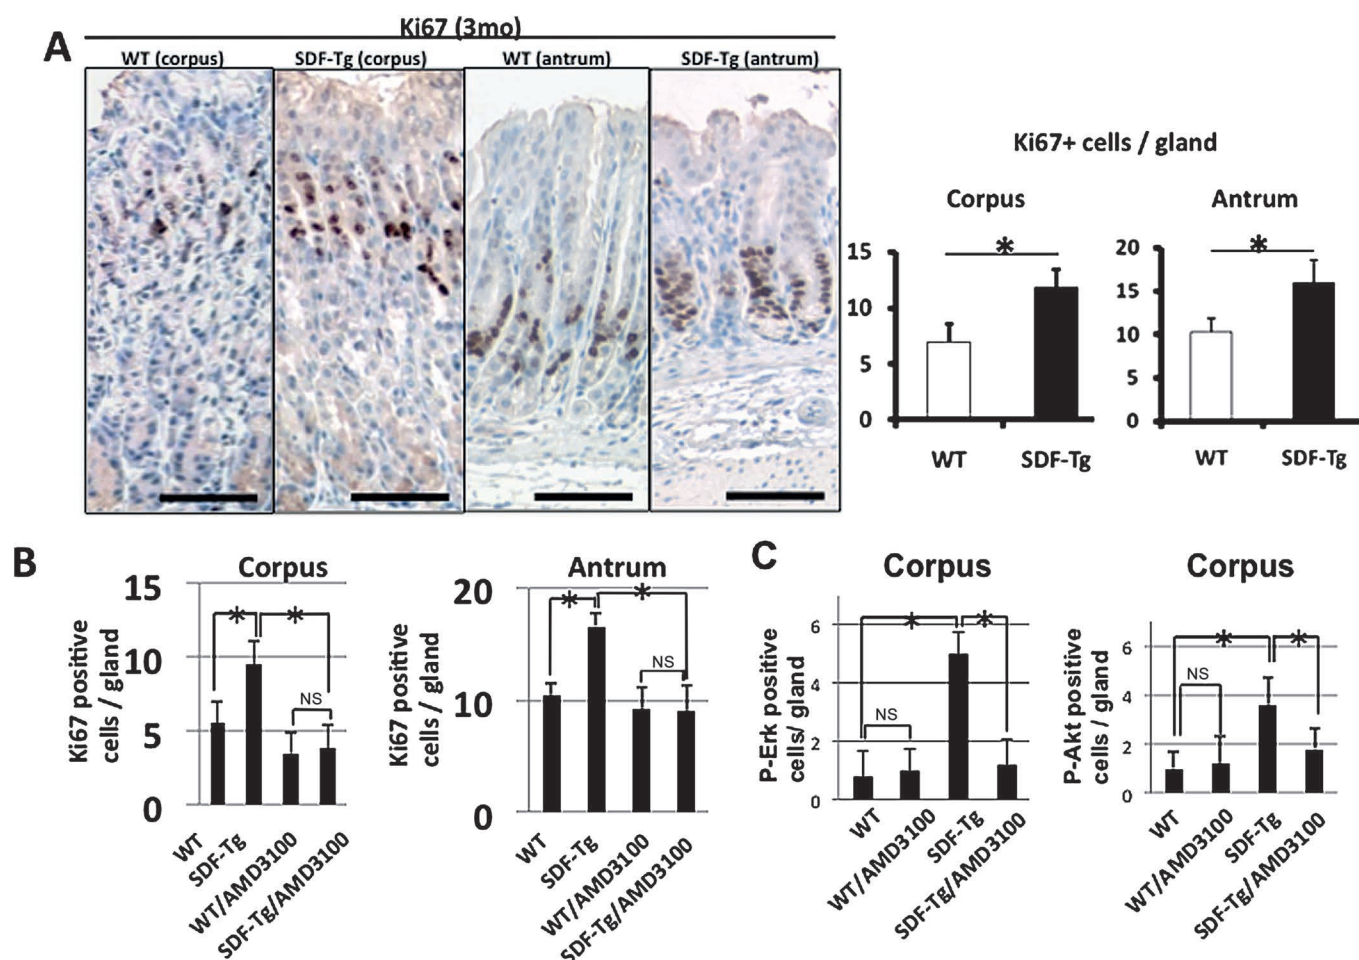 A
Ki67 (3mo)
WT (corpus)
SDF-Tg (corpus)
WT (antrum)
SDF-Tg (antrum)
Ki67+ cells / gland
Corpus
*
15
10
5
0
WT
SDF-Tg
Antrum
*
20
15
10
5
0
WT
SDF-Tg
B
Corpus
Ki67 positive
cells / gland
15
10
5
0
*
*
NS
WT
SDF-Tg
WT/AMD3100
SDF-Tg/AMD3100
Antrum
Ki67 positive
cells / gland
20
10
0
*
*
NS
WT
SDF-Tg
WT/AMD3100
SDF-Tg/AMD3100
C
Corpus
P-Erk positive
cells/ gland
6
4
2
0
*
*
NS
WT
WT/AMD3100
SDF-Tg
SDF-Tg/AMD3100
Corpus
P-Akt positive
cells / gland
6
4
2
0
*
*
NS
WT
WT/AMD3100
SDF-Tg
SDF-Tg/AMD3100